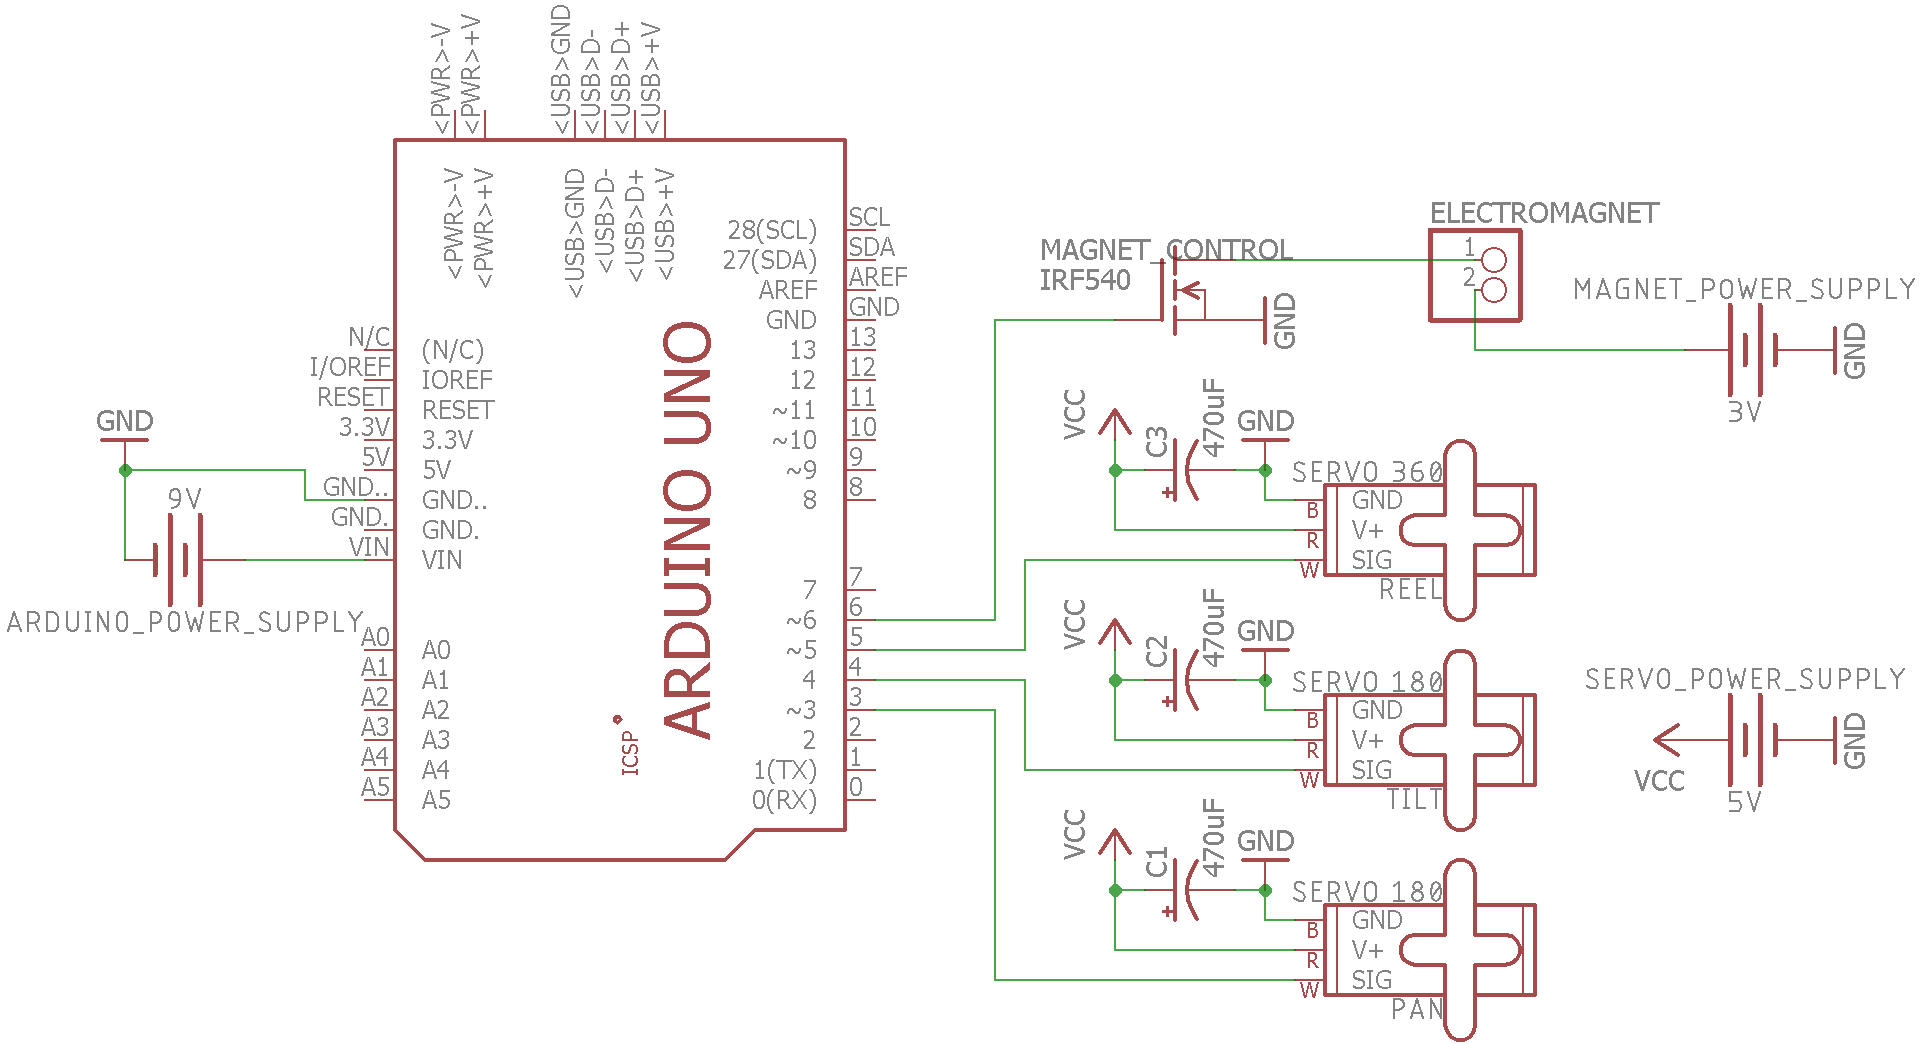 <PWR>-V
<PWR>+V
<USB>GND
<USB>D-
<USB>D+
<USB>+V
<PWR>-V
<PWR>+V
<USB>GND
<USB>D-
<USB>D+
<USB>+V
ARDUINO UNO
ICSP
N/C
(N/C)
I/OREF
IOREF
RESET
RESET
3.3V
3.3V
5V
5V
GND..
GND..
GND.
GND.
VIN
VIN
A0
A0
A1
A1
A2
A2
A3
A3
A4
A4
A5
A5
28(SCL)
SCL
27(SDA)
SDA
AREF
AREF
GND
GND
13
13
12
12
~11
11
~10
10
~9
9
8
8
7
7
~6
6
~5
5
4
4
~3
3
2
2
1(TX)
1
0(RX)
0
GND
9V
ARDUINO_POWER_SUPPLY
MAGNET_CONTROL
IRF540
GND
ELECTROMAGNET
1
2
MAGNET_POWER_SUPPLY
3V
GND
VCC
C3
470uF
GND
SERVO 360
GND
V+
SIG
B
R
W
REEL
VCC
C2
470uF
GND
SERVO 180
GND
V+
SIG
B
R
W
TILT
VCC
C1
470uF
GND
SERVO 180
GND
V+
SIG
B
R
W
PAN
SERVO_POWER_SUPPLY
VCC
5V
GND